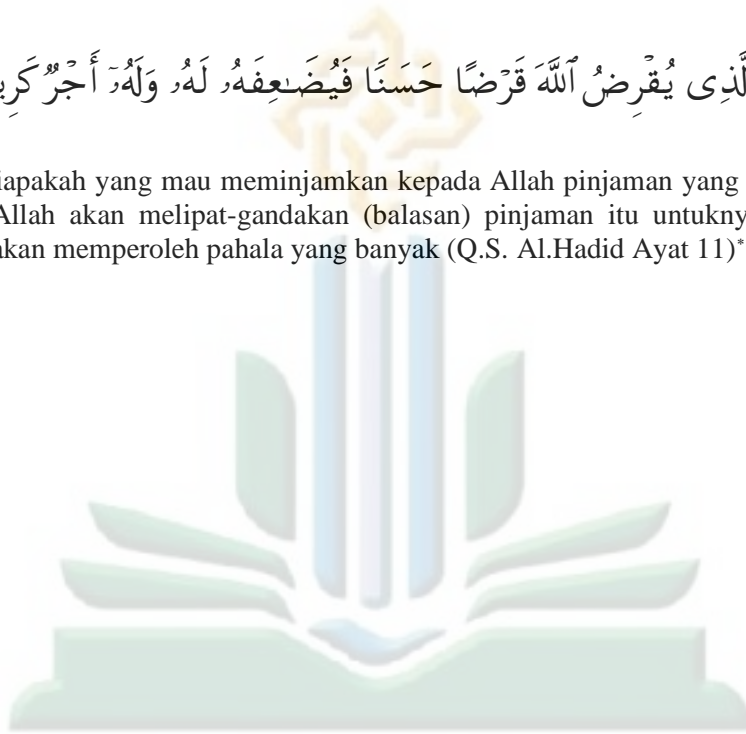 لَّذِى يُقْرِضُ ٱللَّهَ قَرْضًا حَسَنًا فَيُضَـٰعِفَهُۥ لَهُۥ وَلَهُۥٓ أَجْرٌ كَرِي
iapakah yang mau meminjamkan kepada Allah pinjaman yang
Allah akan melipat-gandakan (balasan) pinjaman itu untukny
akan memperoleh pahala yang banyak (Q.S. Al.Hadid Ayat 11)*